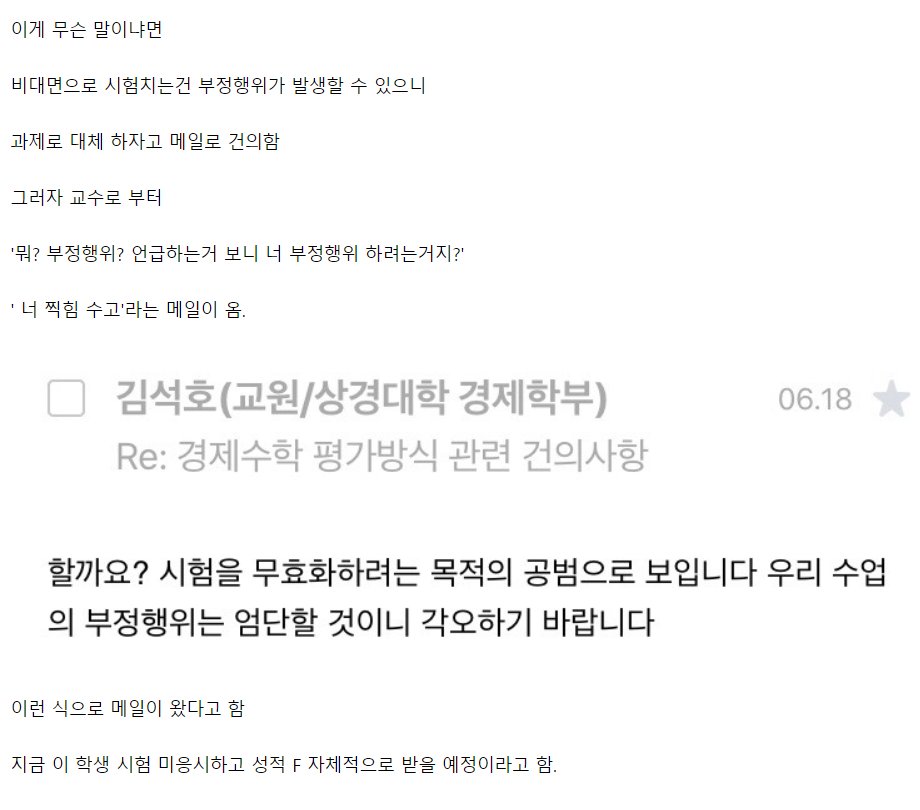 이게 무슨 말이냐면
비대면으로 시험치는건 부정행위가 발생할 수 있으니
과제로 대체 하자고 메일로 건의함
그러자 교수로 부터
'뭐? 부정행위? 언급하는거 보니 너 부정행위 하려는거지?'
' 너 찍힘 수고'라는 메일이 옴.
김석호(교원/상경대학 경제학부) 06.18
Re: 경제수학 평가방식 관련 건의사항
할까요? 시험을 무효화하려는 목적의 공범으로 보입니다 우리 수업
의 부정행위는 엄단할 것이니 각오하기 바랍니다
이런 식으로 메일이 왔다고 함
지금 이 학생 시험 미응시하고 성적 F 자체적으로 받을 예정이라고 함.